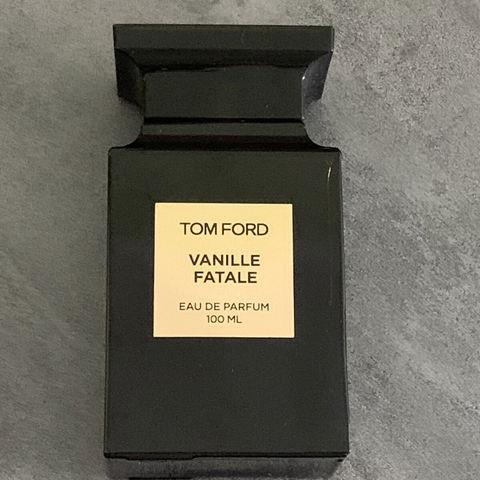 TOM FORD
VANILLE
FATALE
EAU DE PARFUM
100 ML